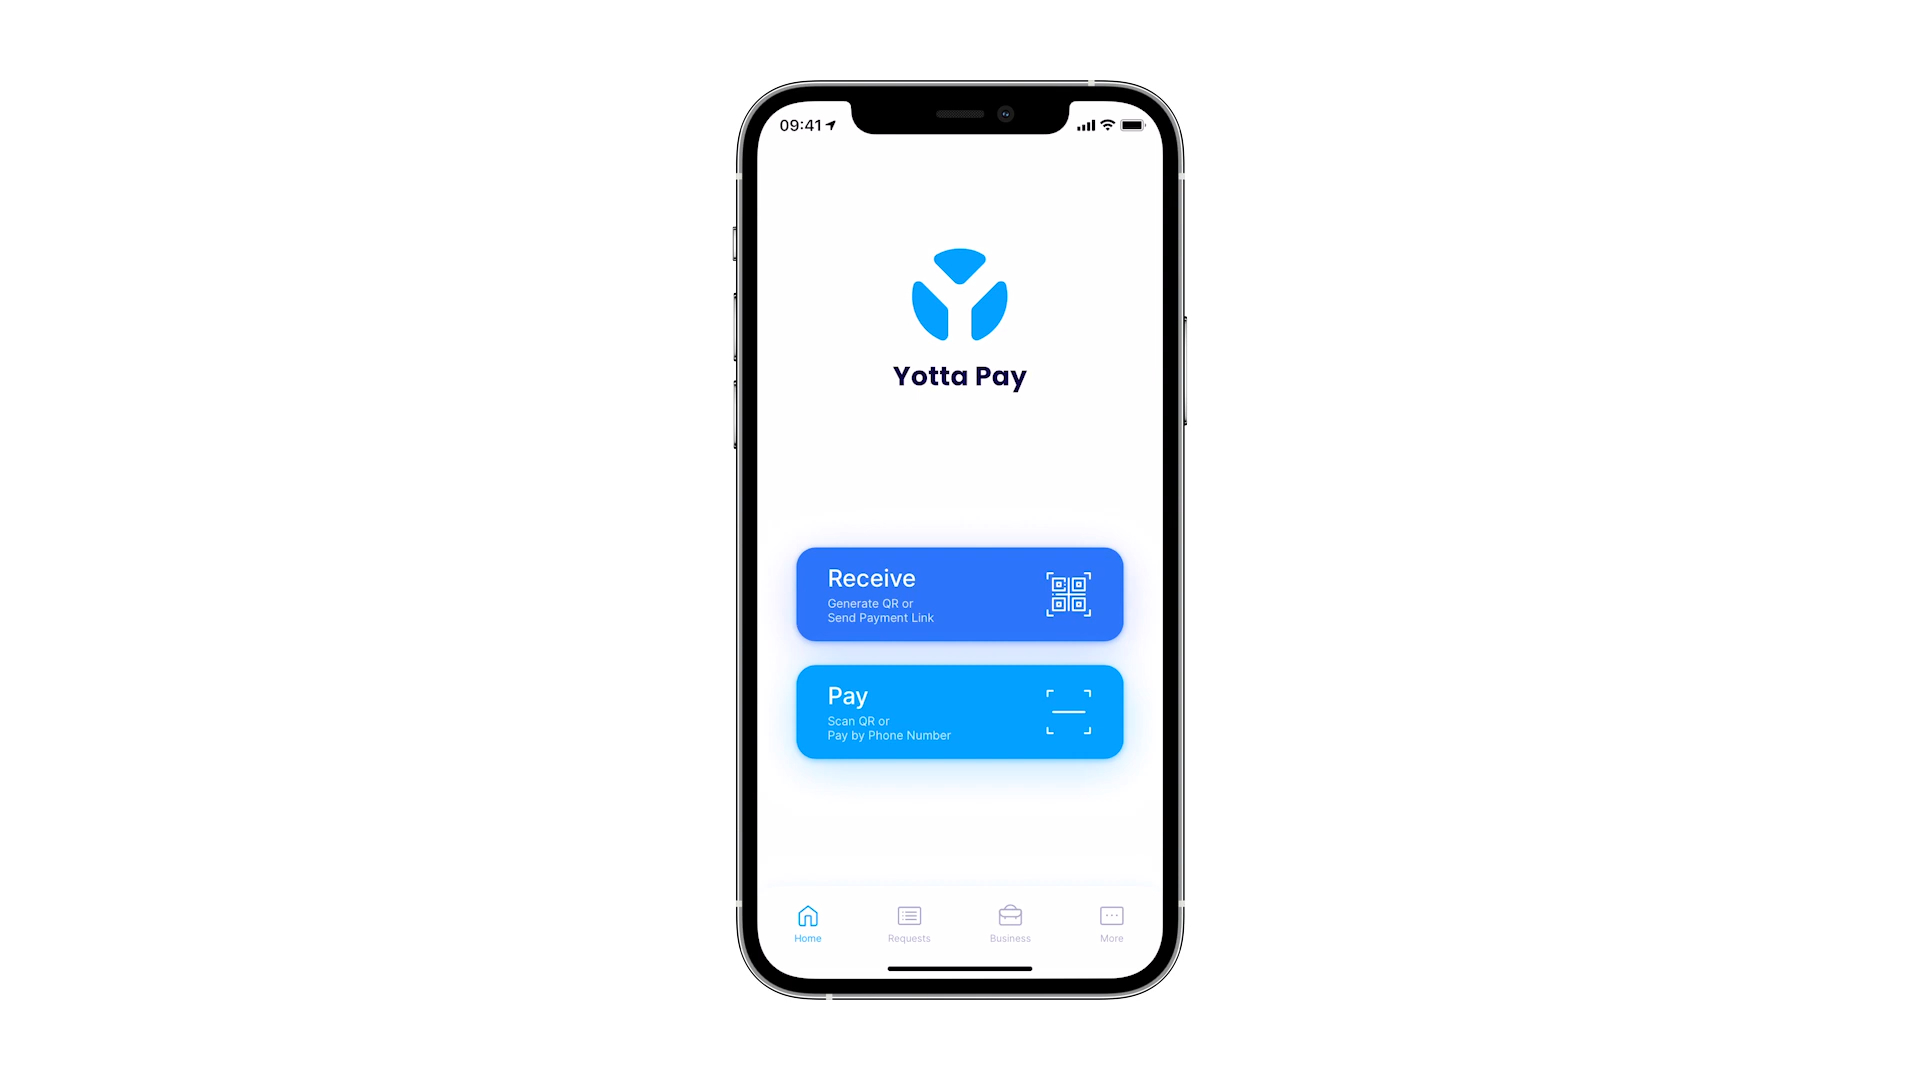 09:41
Yotta Pay
Receive
Generate QR or
Send Payment Link
Pay
Scan QR or
Pay by Phone Number
Home
Requests
Business
More